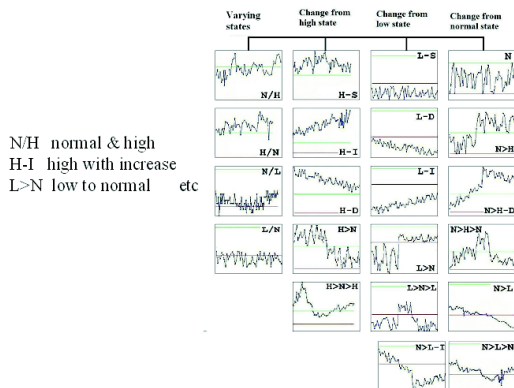 Varying states
Change from high state
Change from low state
Change from normal state
N/H normal & high
H-I high with increase
L>N low to normal etc
N/H
H-S
L-S
N
H/N
H-I
L-D
N>H
N/L
H-D
L-I
N>H-D
L/N
H>N
L>N
N>H>N
H>N>H
L>N>L
N>L
N>L-I
N>L>N